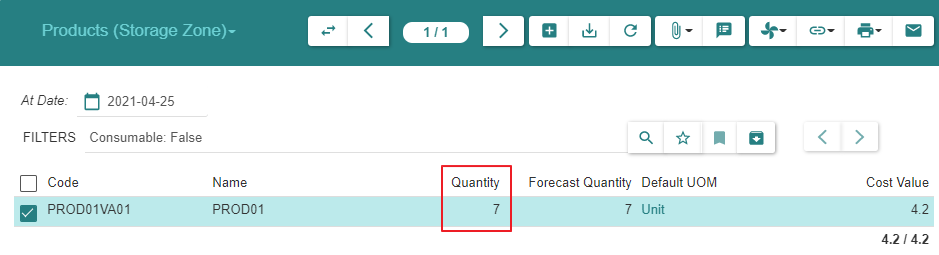 Products (Storage Zone)
1 / 1
At Date: 2021-04-25
FILTERS Consumable: False
Code Name Quantity Forecast Quantity Default UOM Cost Value
PROD01VA01 PROD01 7 7 Unit 4.2
4.2 / 4.2